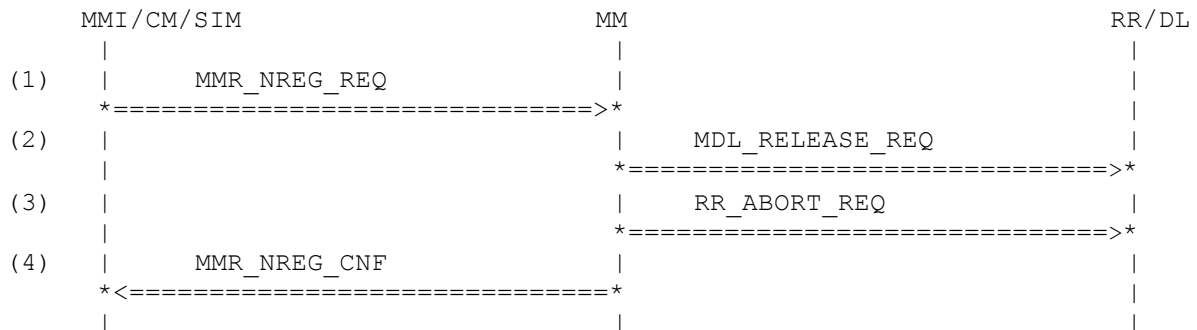 MMI/CM/SIM MM RR/DL
| | |
(1) | MMR_NREG_REQ | |
*==============================>* |
(2) | | MDL_RELEASE_REQ |
| *==============================>*
(3) | | RR_ABORT_REQ |
| *==============================>*
(4) | MMR_NREG_CNF | |
*<==============================* |
| | |